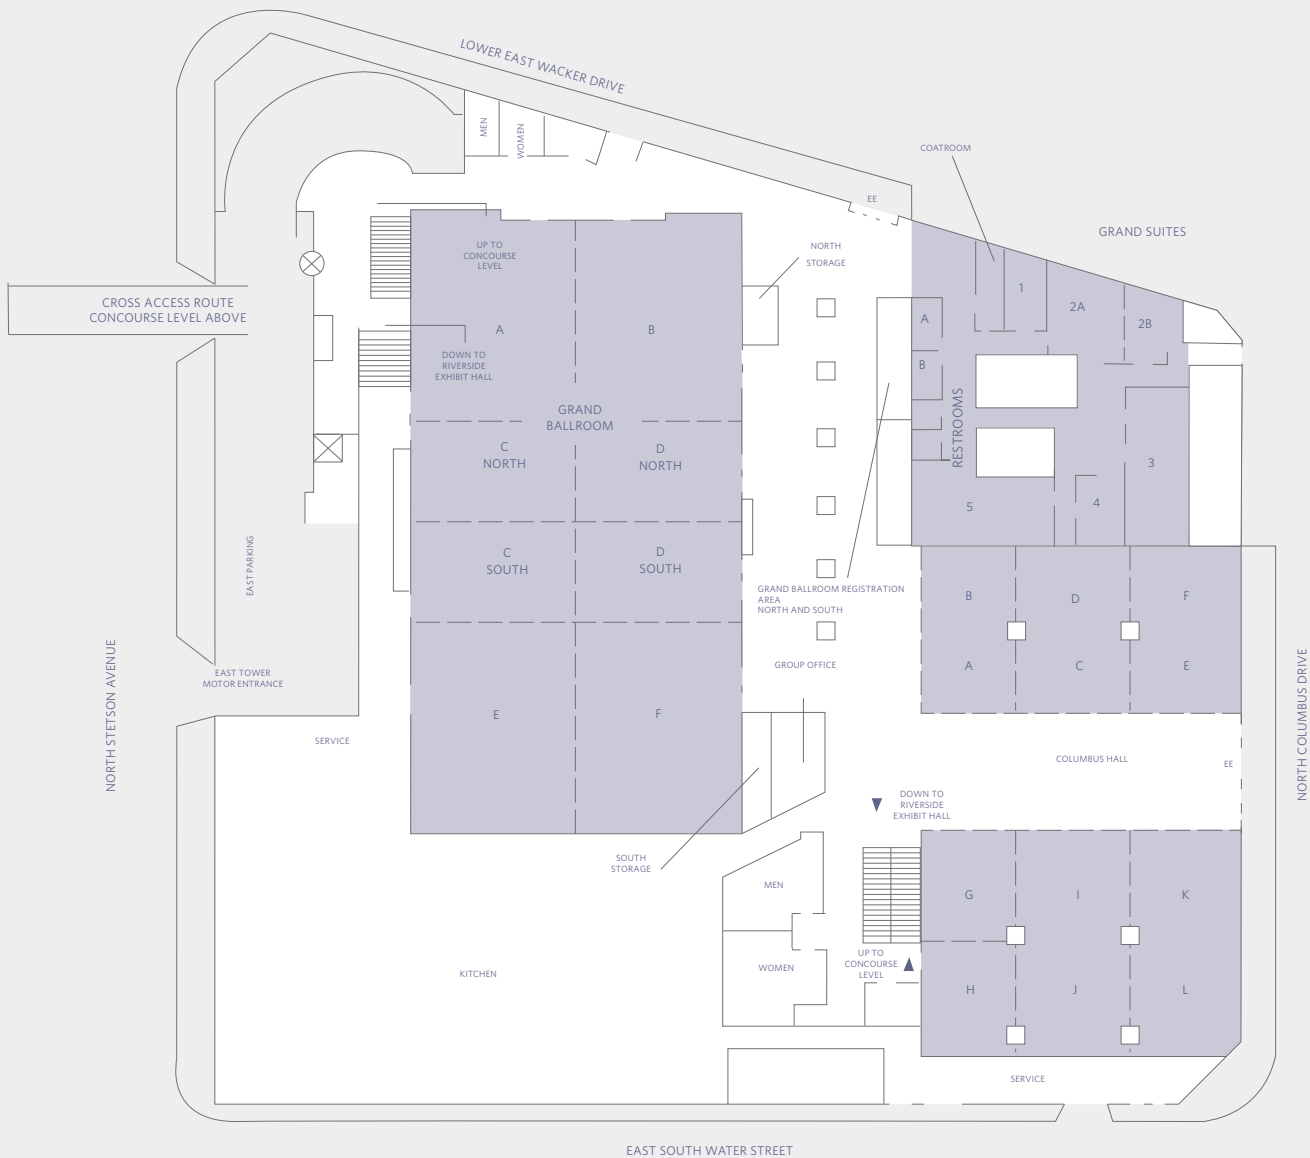 LOWER EAST WACKER DRIVE
MEN
WOMEN
COATROOM
EE
GRAND SUITES
UP TO
CONCOURSE
LEVEL
NORTH
STORAGE
CROSS ACCESS ROUTE
CONCOURSE LEVEL ABOVE
1
2A
2B
A
B
A
B
DOWN TO
RIVERSIDE
EXHIBIT HALL
GRAND
BALLROOM
RESTROOMS
C
NORTH
D
NORTH
3
4
5
C
SOUTH
D
SOUTH
EAST PARKING
GRAND BALLROOM REGISTRATION
AREA
NORTH AND SOUTH
B
D
F
A
C
E
GROUP OFFICE
EAST TOWER
MOTOR ENTRANCE
NORTH STETSON AVENUE
NORTH COLUMBUS DRIVE
E
F
SERVICE
COLUMBUS HALL
EE
DOWN TO
RIVERSIDE
EXHIBIT HALL
SOUTH
STORAGE
MEN
G
I
K
WOMEN
UP TO
CONCOURSE
LEVEL
KITCHEN
H
J
L
SERVICE
EAST SOUTH WATER STREET